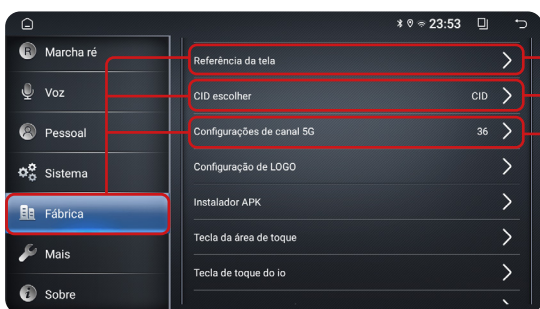 23:53
R Marcha ré
Voz
Pessoal
Sistema
Fábrica
Mais
i Sobre
Referência da tela
CID escolher CID
Configurações de canal 5G 36
Configuração de LOGO
Instalador APK
Tecla da área de toque
Tecla de toque do io